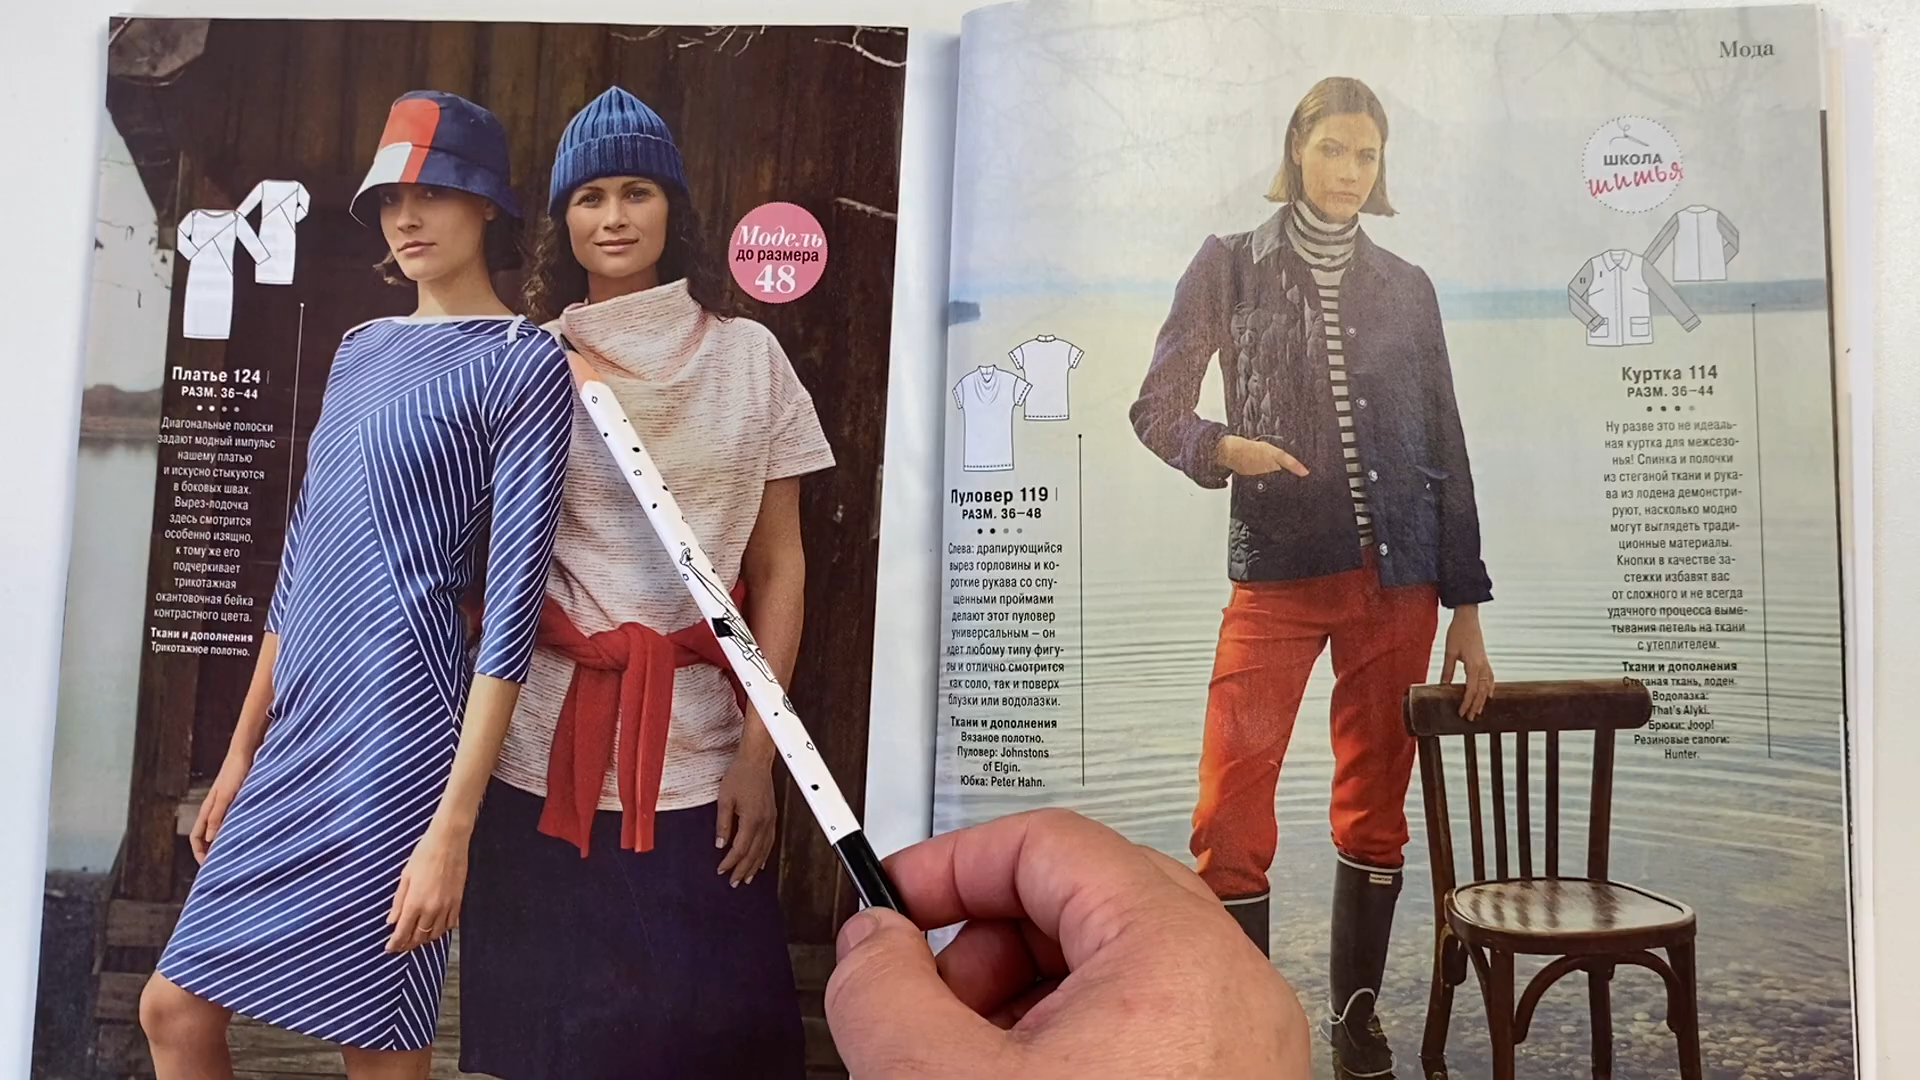 Модель
до размера
48
Платье 124
РАЗМ. 36–44
Диагональные полоски
задают модный импульс
нашему платью
и искусно стыкуются
в боковых швах.
Вырез-лодочка
здесь смотрится
особенно изящно,
к тому же его
подчеркивает
трикотажная
окантовочная бейка
контрастного цвета.
Ткани и дополнения
Трикотажное полотно.
Мода
Пуловер 119
РАЗМ. 36–48
Слева: драпирующийся
вырез горловины и ко-
роткие рукава со спу-
щенными проймами
делают этот пуловер
универсальным – он
идет любому типу фигу-
ры и отлично смотрится
как соло, так и поверх
блузки или водолазки.
Ткани и дополнения
Вязаное полотно.
Пуловер: Johnstons
of Elgin.
Юбка: Peter Hahn.
ШКОЛА
шитья
Куртка 114
РАЗМ. 36–44
Ну разве это не идеаль-
ная куртка для межсезо-
нья! Спинка и полочки
из стеганой ткани и рука-
ва из лодена демонстри-
руют, насколько модно
могут выглядеть тради-
ционные материалы.
Кнопки в качестве за-
стежки избавят вас
от сложного и не всегда
удачного процесса выме-
тывания петель на ткани
с утеплителем.
Ткани и дополнения
Стеганая ткань, лоден.
Водолазка:
That's Alyki.
Брюки: Joop!
Резиновые сапоги:
Hunter.